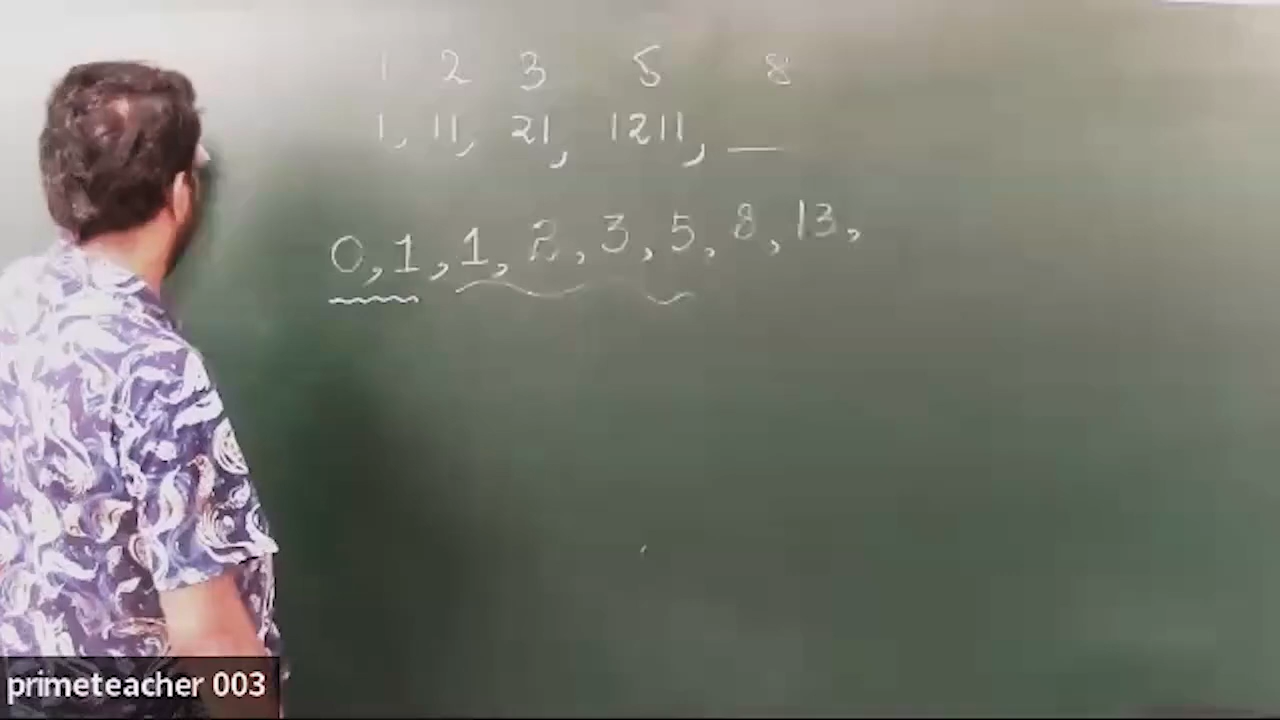 1 2 3 5 8
1, 11, 21, 1211, __
0, 1, 1, 2, 3, 5, 8, 13,
primeteacher 003